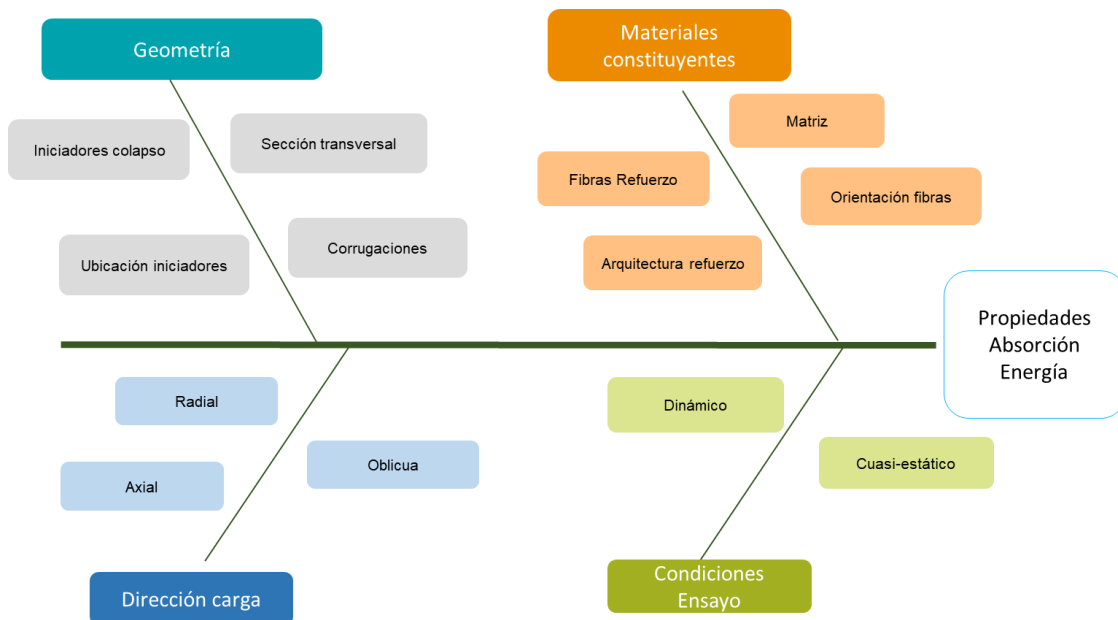 Geometría
Materiales
constituyentes
Iniciadores colapso
Sección transversal
Ubicación iniciadores
Corrugaciones
Matriz
Fibras Refuerzo
Orientación fibras
Arquitectura refuerzo
Propiedades
Absorción
Energía
Radial
Oblicua
Axial
Dinámico
Cuasi-estático
Dirección carga
Condiciones
Ensayo